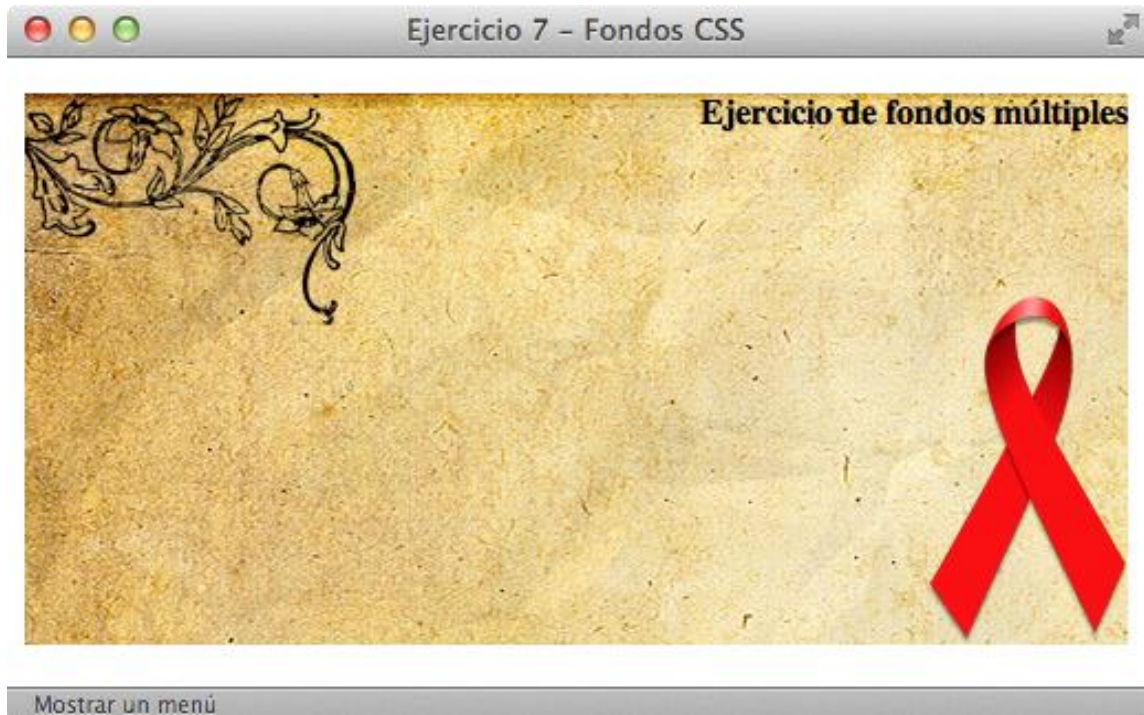 Ejercicio 7 – Fondos CSS
Ejercicio de fondos múltiples
Mostrar un menú